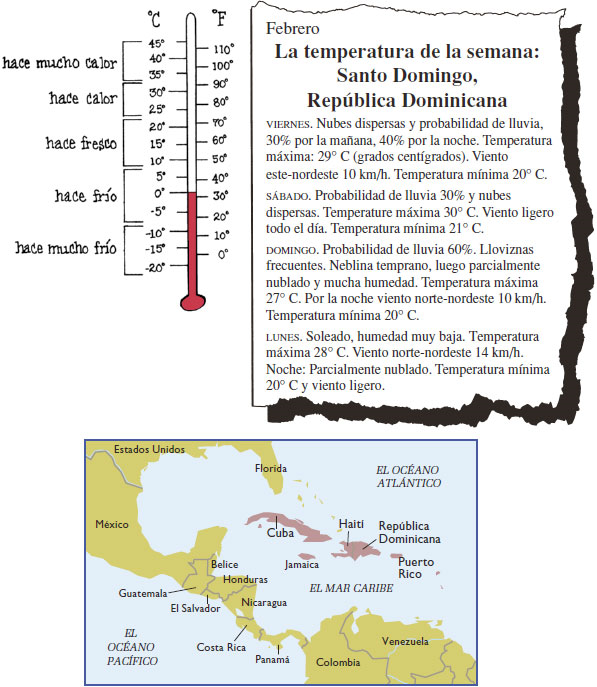 °C °F
45°
40°
35°
30°
25°
20°
15°
10°
5°
0°
-5°
-10°
-15°
-20°
110°
100°
90°
80°
70°
60°
50°
40°
30°
20°
10°
0°
hace mucho calor
hace calor
hace fresco
hace frío
hace mucho frío
Febrero
La temperatura de la semana:
Santo Domingo,
República Dominicana
VIERNES. Nubes dispersas y probabilidad de lluvia,
30% por la mañana, 40% por la noche. Temperatura
máxima: 29° C (grados centígrados). Viento
este-nordeste 10 km/h. Temperatura mínima 20° C.
SÁBADO. Probabilidad de lluvia 30% y nubes
dispersas. Temperature máxima 30° C. Viento ligero
todo el día. Temperatura mínima 21° C.
DOMINGO. Probabilidad de lluvia 60%. Lloviznas
frecuentes. Neblina temprano, luego parcialmente
nublado y mucha humedad. Temperatura máxima
27° C. Por la noche viento norte-nordeste 10 km/h.
Temperatura mínima 20° C.
LUNES. Soleado, humedad muy baja. Temperatura
máxima 28° C. Viento norte-nordeste 14 km/h.
Noche: Parcialmente nublado. Temperatura mínima
20° C y viento ligero.
Estados Unidos
Florida
EL OCÉANO
ATLÁNTICO
México
Cuba
Haití
República
Dominicana
Belice
Jamaica
Puerto
Rico
Honduras
Guatemala
EL MAR CARIBE
El Salvador
Nicaragua
EL
OCÉANO
PACÍFICO
Costa Rica
Panamá
Colombia
Venezuela